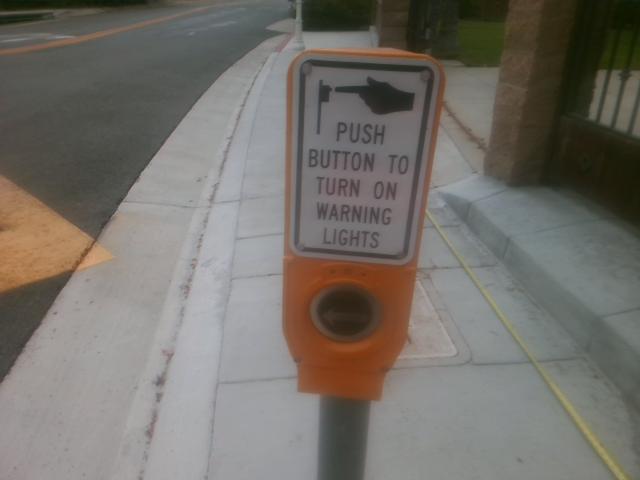 PUSH
BUTTON TO
TURN ON
WARNING
LIGHTS